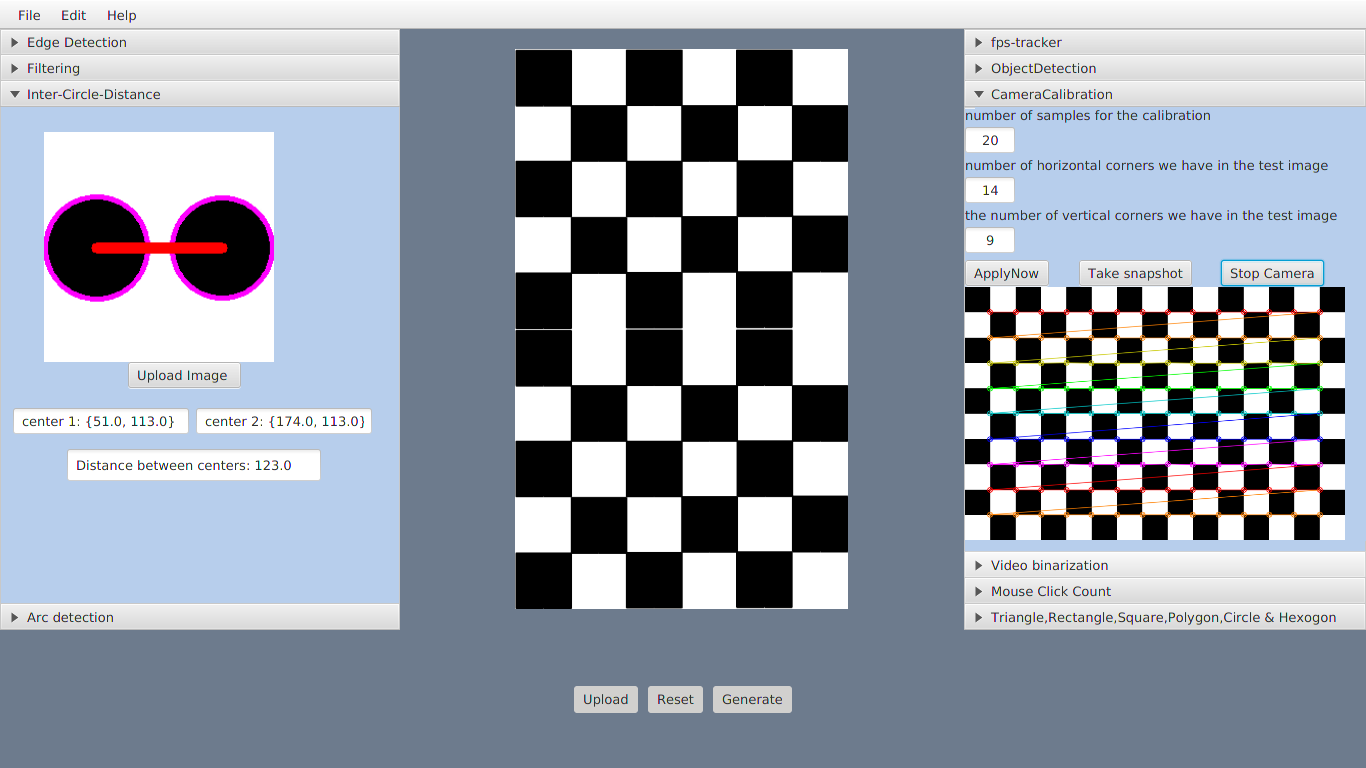 File Edit Help
Edge Detection
Filtering
Inter-Circle-Distance
Upload Image
center 1: {51.0, 113.0} center 2: {174.0, 113.0}
Distance between centers: 123.0
Arc detection
fps-tracker
ObjectDetection
CameraCalibration
number of samples for the calibration
20
number of horizontal corners we have in the test image
14
the number of vertical corners we have in the test image
9
ApplyNow Take snapshot Stop Camera
Video binarization
Mouse Click Count
Triangle,Rectangle,Square,Polygon,Circle & Hexogon
Upload Reset Generate